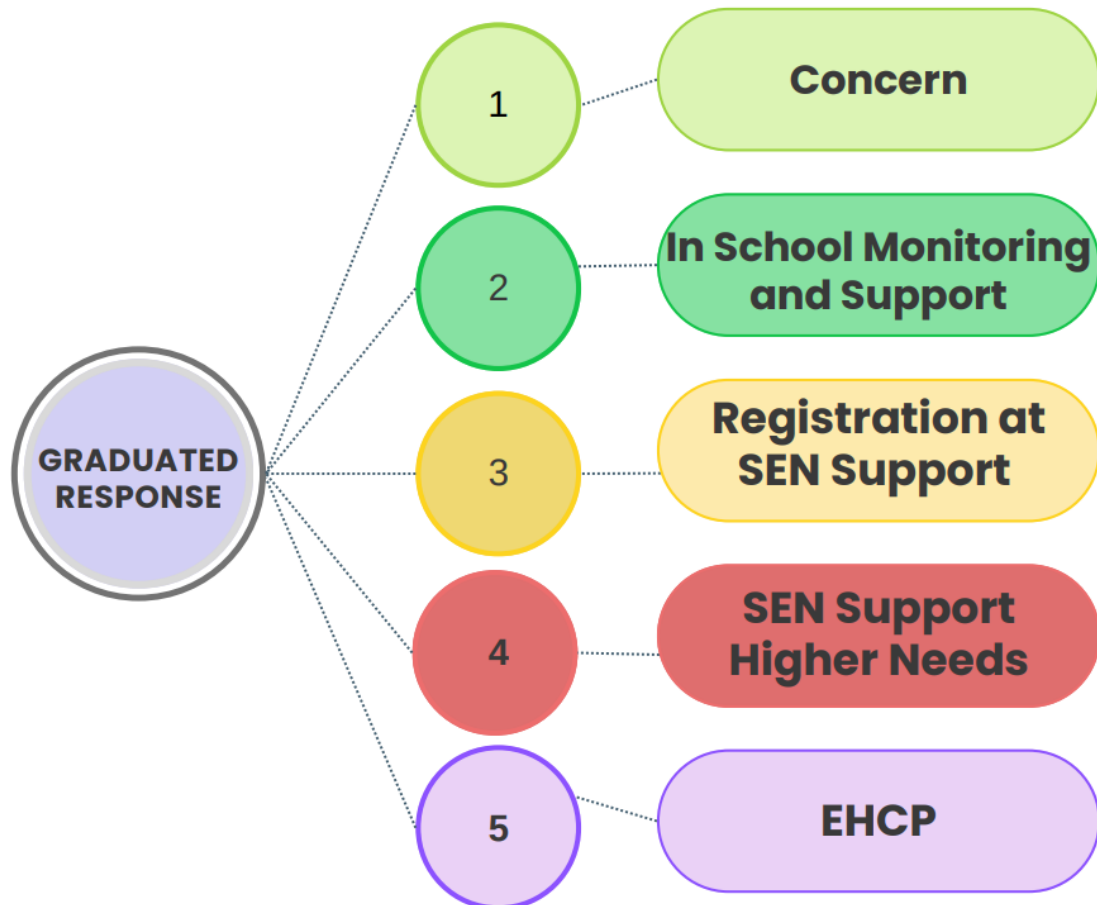 GRADUATED
RESPONSE
1
Concern
2
In School Monitoring
and Support
3
Registration at
SEN Support
4
SEN Support
Higher Needs
5
EHCP